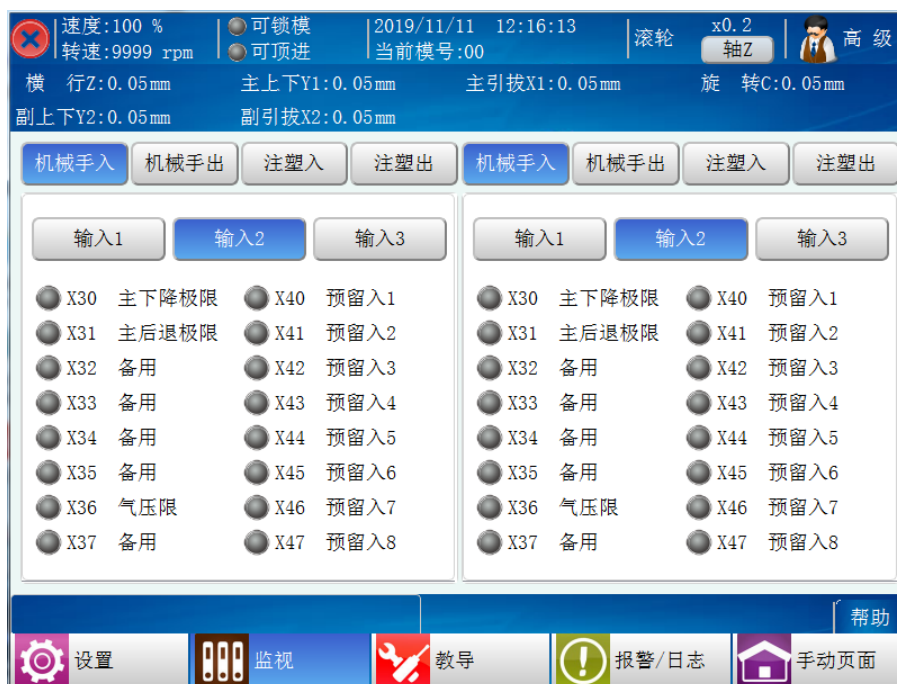 速度:100 % 可锁模 2019/11/11 12:16:13 滚轮 x0.2 高 级
转速:9999 rpm 可顶进 当前模号:00 轴Z
横 行Z:0.05mm 主上下Y1:0.05mm 主引拔X1:0.05mm 旋 转C:0.05mm
副上下Y2:0.05mm 副引拔X2:0.05mm
机械手入 机械手出 注塑入 注塑出 机械手入 机械手出 注塑入 注塑出
输入1 输入2 输入3 输入1 输入2 输入3
X30 主下降极限 X40 预留入1 X30 主下降极限 X40 预留入1
X31 主后退极限 X41 预留入2 X31 主后退极限 X41 预留入2
X32 备用 X42 预留入3 X32 备用 X42 预留入3
X33 备用 X43 预留入4 X33 备用 X43 预留入4
X34 备用 X44 预留入5 X34 备用 X44 预留入5
X35 备用 X45 预留入6 X35 备用 X45 预留入6
X36 气压限 X46 预留入7 X36 气压限 X46 预留入7
X37 备用 X47 预留入8 X37 备用 X47 预留入8
帮助
设置 监视 教导 报警/日志 手动页面